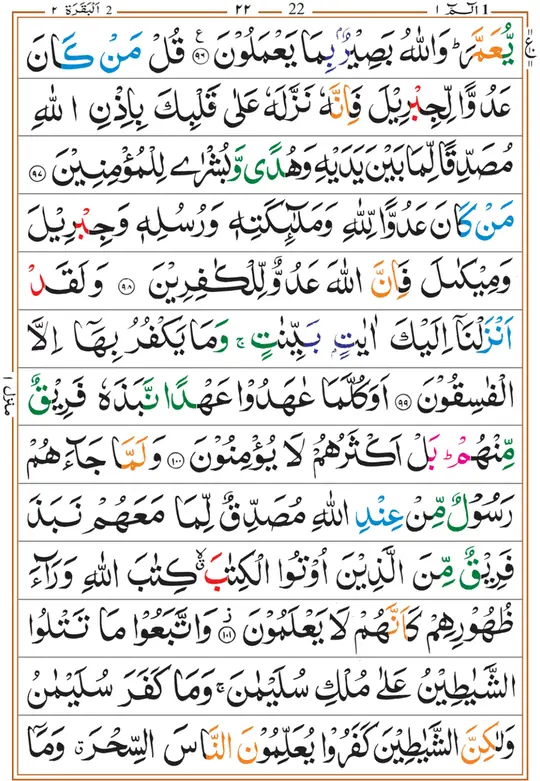 1 الٓمّٓ ١ 22 ٢٢ 2 اَلْبَقَرَة ٢
يُّعَمَّرَ ؕ وَاللّٰهُ بَصِيْرٌۢ بِمَا يَعْمَلُوْنَ ﴿٩٦﴾ قُلْ مَنْ كَانَ
ع
عَدُوًّا لِّجِبْرِيْلَ فَاِنَّهٗ نَزَّلَهٗ عَلٰى قَلْبِكَ بِاِذْنِ اللّٰهِ
مُصَدِّقًا لِّمَا بَيْنَ يَدَيْهِ وَهُدًى وَّبُشْرٰى لِلْمُؤْمِنِيْنَ ﴿٩٧﴾
مَنْ كَانَ عَدُوًّا لِّلّٰهِ وَمَلٰٓئِكَتِهٖ وَرُسُلِهٖ وَجِبْرِيْلَ
وَمِيْكٰىلَ فَاِنَّ اللّٰهَ عَدُوٌّ لِّلْكٰفِرِيْنَ ﴿٩٨﴾ وَلَقَدْ
اَنْزَلْنَاۤ اِلَيْكَ اٰيٰتٍۢ بَيِّنٰتٍ ۚ وَمَا يَكْفُرُ بِهَاۤ اِلَّا
الْفٰسِقُوْنَ ﴿٩٩﴾ اَوَكُلَّمَا عٰهَدُوْا عَهْدًا نَّبَذَهٗ فَرِيْقٌ
منزل ١
مِّنْهُمْ ؕ بَلْ اَكْثَرُهُمْ لَا يُؤْمِنُوْنَ ﴿١٠٠﴾ وَلَمَّا جَآءَهُمْ
رَسُوْلٌ مِّنْ عِنْدِ اللّٰهِ مُصَدِّقٌ لِّمَا مَعَهُمْ نَبَذَ
فَرِيْقٌ مِّنَ الَّذِيْنَ اُوْتُوا الْكِتٰبَ ۙ كِتٰبَ اللّٰهِ وَرَآءَ
ظُهُوْرِهِمْ كَاَنَّهُمْ لَا يَعْلَمُوْنَ ﴿١٠١﴾ وَاتَّبَعُوْا مَا تَتْلُوا
الشَّيٰطِيْنُ عَلٰى مُلْكِ سُلَيْمٰنَ ۚ وَمَا كَفَرَ سُلَيْمٰنُ
وَلٰكِنَّ الشَّيٰطِيْنَ كَفَرُوْا يُعَلِّمُوْنَ النَّاسَ السِّحْرَ ۗ وَمَاۤ